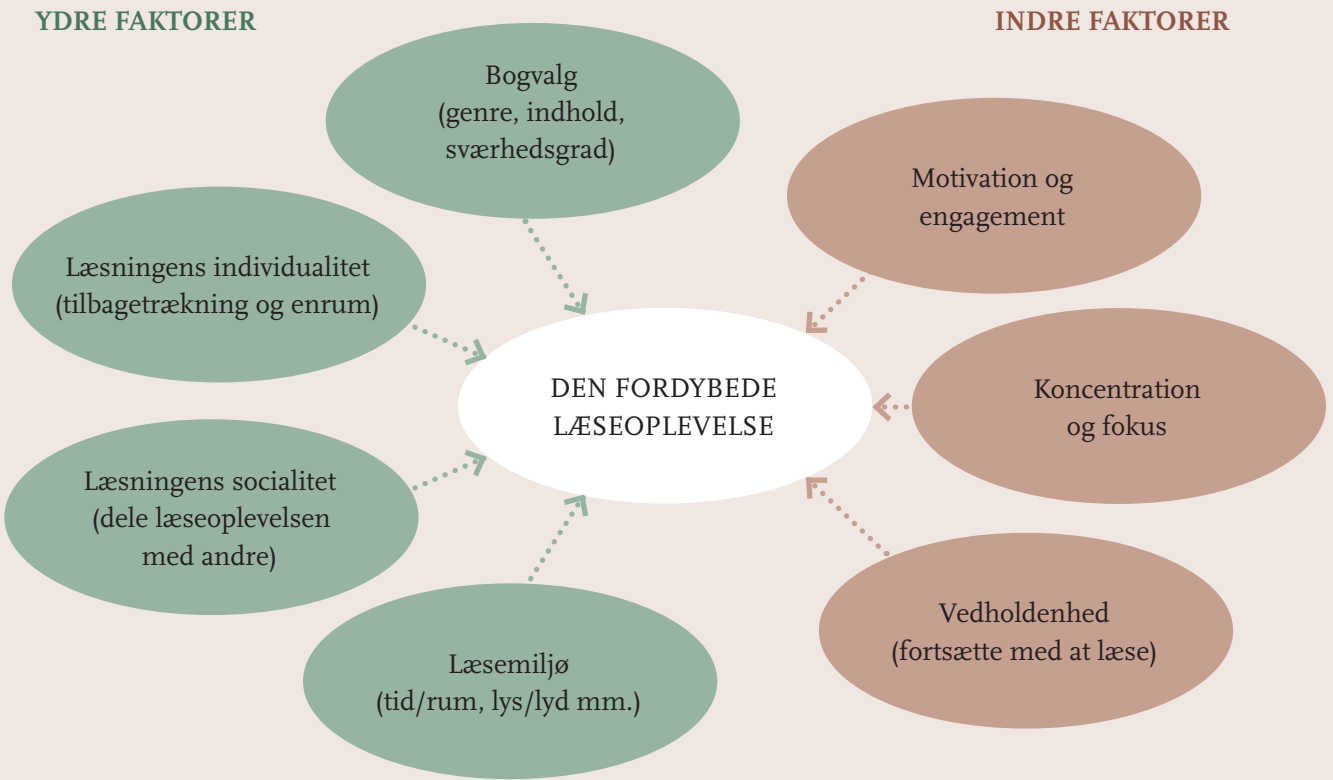 YDRE FAKTORER
INDRE FAKTORER
Bogvalg
(genre, indhold,
sværhedsgrad)
Motivation og
engagement
Læsningens individualitet
(tilbagetrækning og enrum)
DEN FORDYBEDE
LÆSEOPLEVELSE
Koncentration
og fokus
Læsningens socialitet
(dele læseoplevelsen
med andre)
Vedholdenhed
(fortsætte med at læse)
Læsemiljø
(tid/rum, lys/lyd mm.)